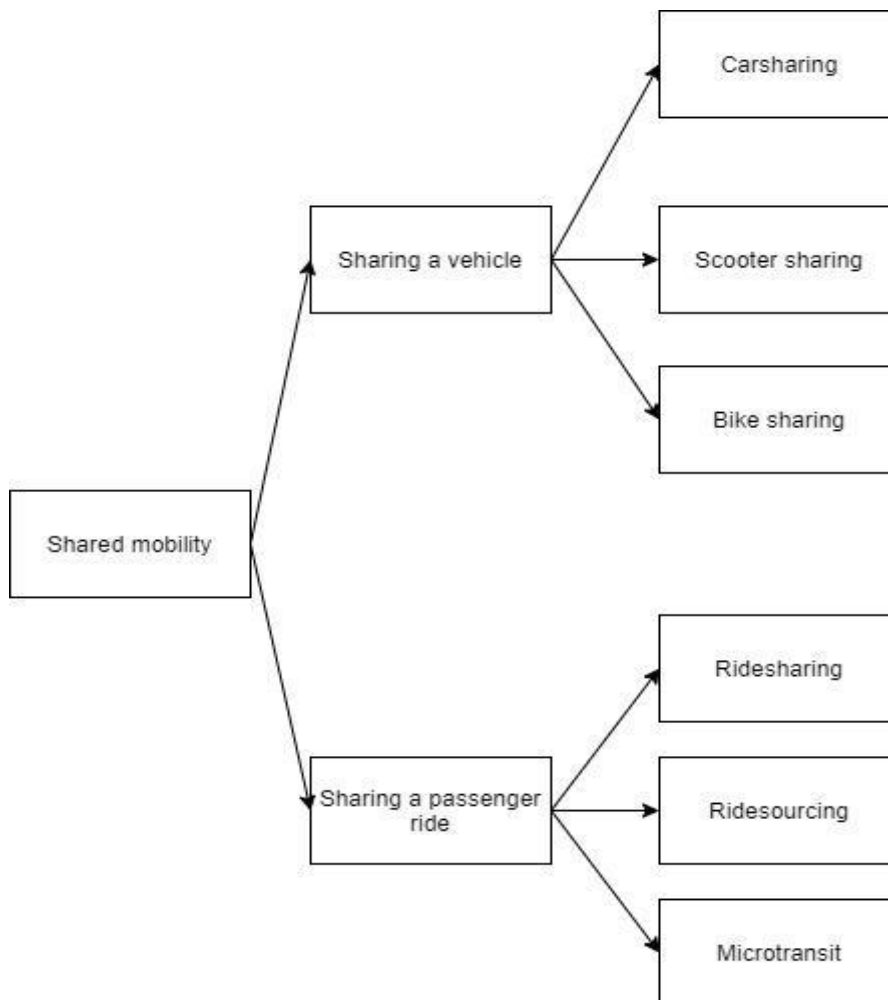 Carsharing
Sharing a vehicle
Scooter sharing
Bike sharing
Shared mobility
Ridesharing
Sharing a passenger
ride
Ridesourcing
Microtransit